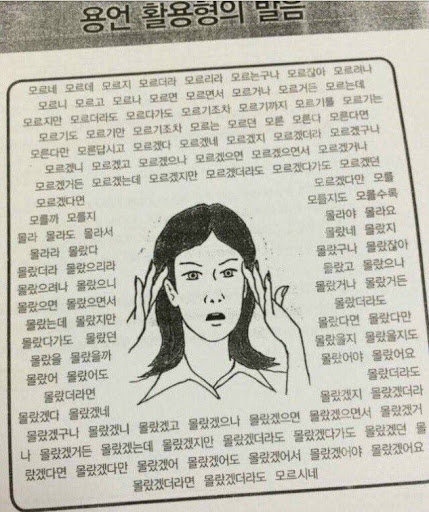 용언 활용형의 발음
모르네 모르데 모르지 모르더라 모르리라 모르는구나 모르잖아 모르려나
모르니 모르고 모르나 모르면 모르면서 모르거나 모르거든 모르는데
모르지만 모르더라도 모르다가도 모르기조차 모르기까지 모르기를 모르기는
모르기도 모르기만 모르기조차 모르는 모르던 모른 모른다 모른다면
모른다만 모른답시고 모르겠다 모르겠네 모르겠지 모르겠더라 모르겠구나
모르겠니 모르겠고 모르겠으나 모르겠으면 모르겠으면서 모르겠거나
모르겠거든 모르겠는데 모르겠지만 모르겠더라도 모르겠다가도 모르겠던
모르겠다면 모르겠다만 모를
모를까 모를지 모를지도 모를수록
몰라 몰라도 몰라서 몰라야 몰라요
몰라라 몰랐다 몰랐네 몰랐지
몰랐더라 몰랐으리라 몰랐구나 몰랐잖아
몰랐으려나 몰랐으니 몰랐고 몰랐으나
몰랐으면 몰랐으면서 몰랐거나 몰랐거든
몰랐는데 몰랐지만 몰랐더라도
몰랐다가도 몰랐던 몰랐다면 몰랐다만
몰랐을 몰랐을까 몰랐을지 몰랐을지도
몰랐어 몰랐어도 몰랐어야 몰랐어요
몰랐더라면 몰랐더라도
몰랐겠다 몰랐겠네 몰랐겠지 몰랐겠더라
몰랐겠구나 몰랐겠니 몰랐겠고 몰랐겠으나 몰랐겠으면 몰랐겠으면서 몰랐겠거
나 몰랐겠거든 몰랐겠는데 몰랐겠지만 몰랐겠더라도 몰랐겠다가도 몰랐겠던 몰
랐겠다면 몰랐겠다만 몰랐겠어 몰랐겠어도 몰랐겠어서 몰랐겠어야 몰랐겠어요
몰랐겠더라면 몰랐겠더라도 모르시네